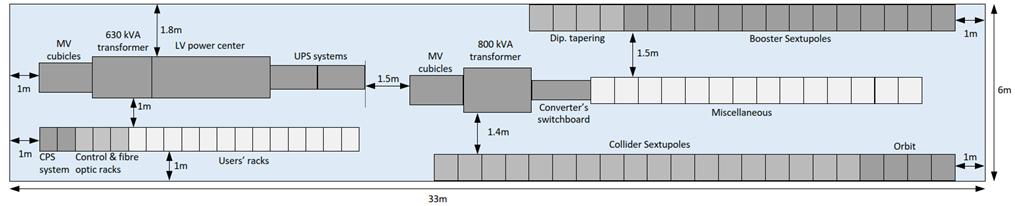 1.8m
630 kVA
transformer
LV power center
MV
cubicles
UPS systems
1m
1m
1.5m
MV
cubicles
800 kVA
transformer
Dip. tapering
Booster Sextupoles
1m
1.5m
6m
Converter's
switchboard
Miscellaneous
1.4m
1m
CPS
system
Control & fibre
optic racks
Users' racks
1m
Collider Sextupoles
Orbit
1m
33m